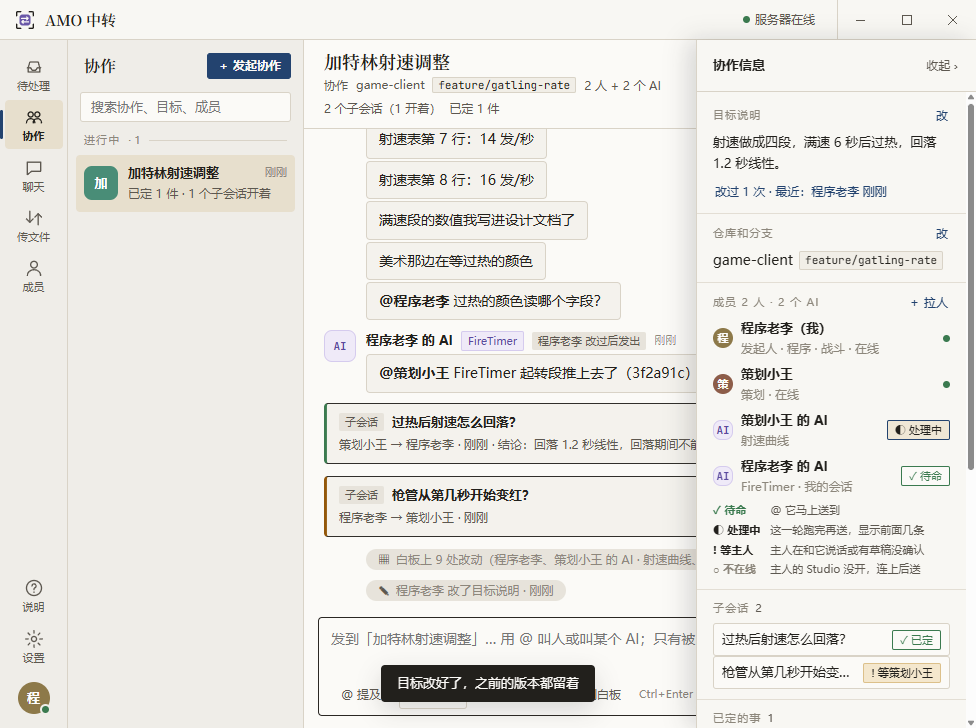 AMO 中转
服务器在线
待处理
协作
聊天
传文件
成员
说明
设置
程
协作
+ 发起协作
搜索协作、目标、成员
进行中 · 1
加
加特林射速调整
刚刚
已定 1 件 · 1 个子会话开着
加特林射速调整
协作 game-client feature/gatling-rate 2 人 + 2 个 AI
2 个子会话（1 开着） 已定 1 件
射速表第 7 行：14 发/秒
射速表第 8 行：16 发/秒
满速段的数值我写进设计文档了
美术那边在等过热的颜色
@程序老李 过热的颜色读哪个字段？
AI
程序老李 的 AI FireTimer 程序老李 改过后发出 刚刚
@策划小王 FireTimer 起转段推上去了（3f2a91c）
子会话 过热后射速怎么回落？
策划小王 → 程序老李 · 刚刚 · 结论：回落 1.2 秒线性，回落期间不能
子会话 枪管从第几秒开始变红？
程序老李 → 策划小王 · 刚刚
白板上 9 处改动（程序老李、策划小王 的 AI · 射速曲线、
程序老李 改了目标说明 · 刚刚
发到「加特林射速调整」… 用 @ 叫人或叫某个 AI；只有被
@ 提及
白板 Ctrl+Enter
目标改好了，之前的版本都留着
协作信息
收起 ›
目标说明
改
射速做成四段，满速 6 秒后过热，回落
1.2 秒线性。
改过 1 次 · 最近：程序老李 刚刚
仓库和分支
改
game-client feature/gatling-rate
成员 2 人 · 2 个 AI
+ 拉人
程
程序老李（我）
发起人 · 程序 · 战斗 · 在线
策
策划小王
策划 · 在线
AI
策划小王 的 AI
射速曲线
处理中
AI
程序老李 的 AI
FireTimer · 我的会话
✓ 待命
✓ 待命 @ 它马上送到
处理中 这一轮跑完再送，显示前面几条
! 等主人 主人在和它说话或有草稿没确认
○ 不在线 主人的 Studio 没开，连上后送
子会话 2
过热后射速怎么回落？
✓ 已定
枪管从第几秒开始变…
! 等策划小王
已定的事 1